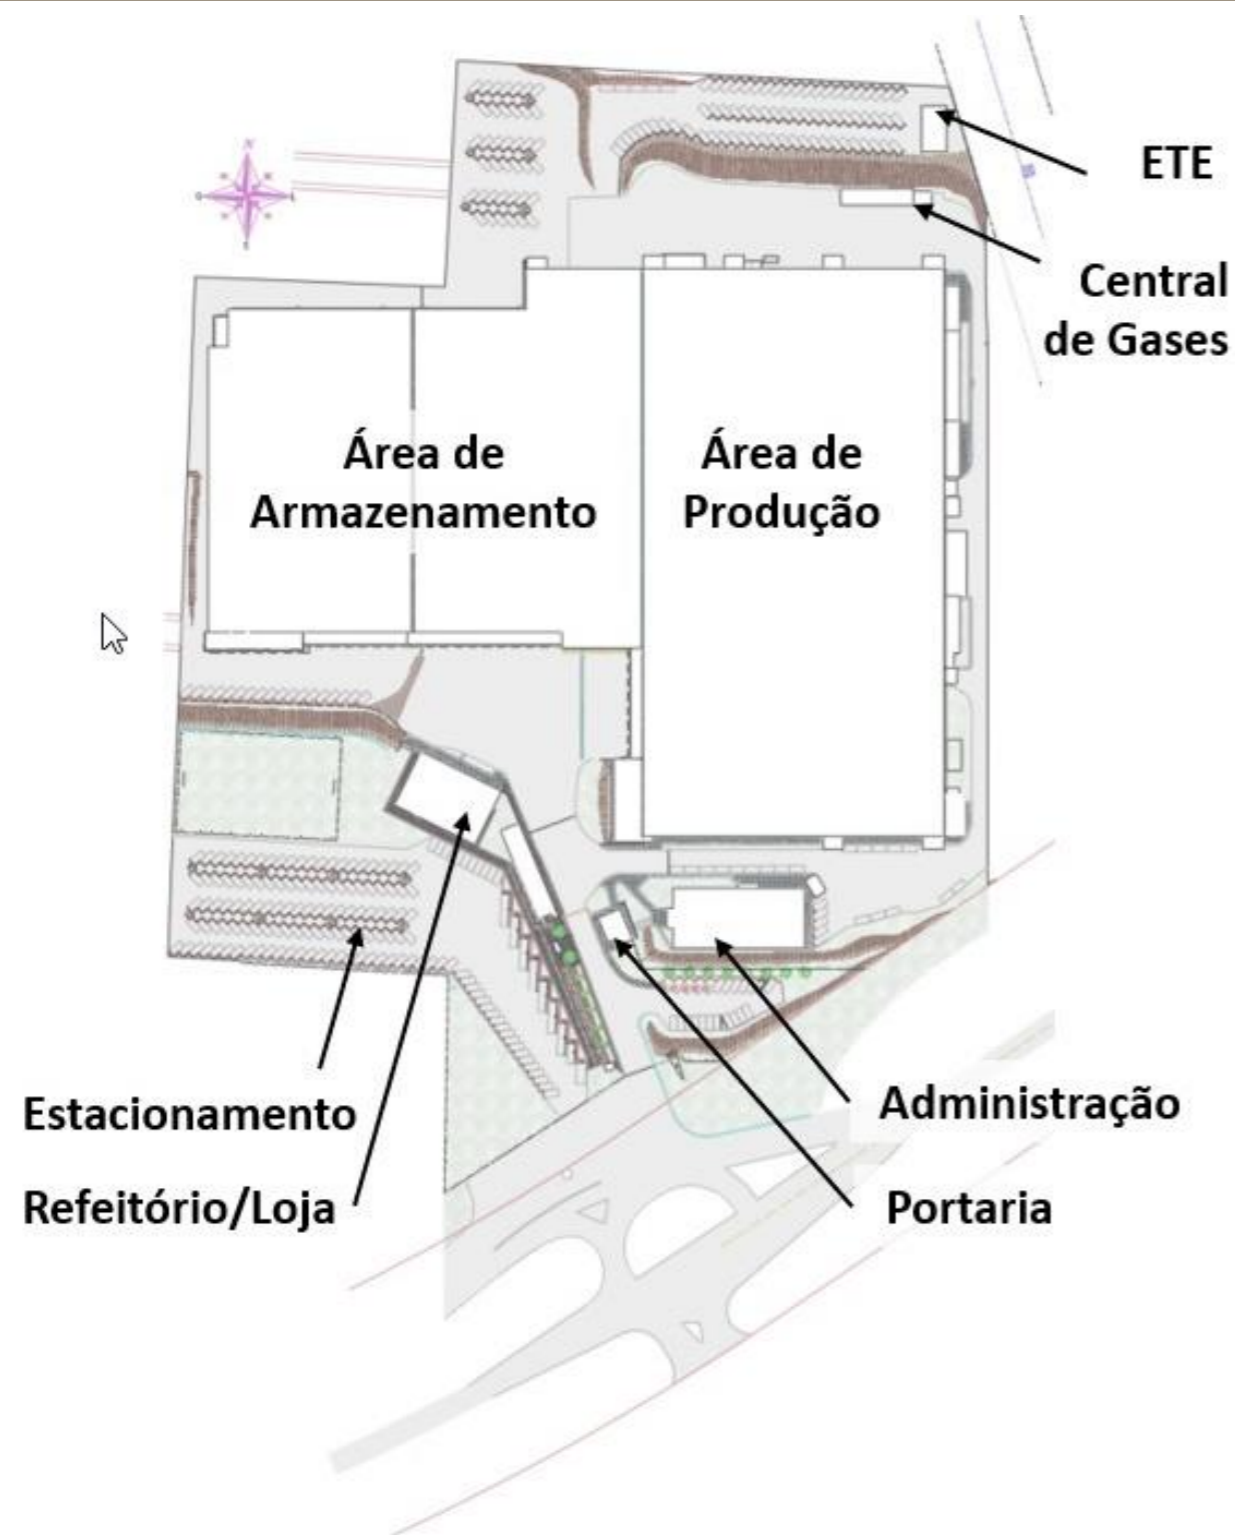 N
ETE
Central
de Gases
Área de
Armazenamento
Área de
Produção
Estacionamento
Refeitório/Loja
Administração
Portaria